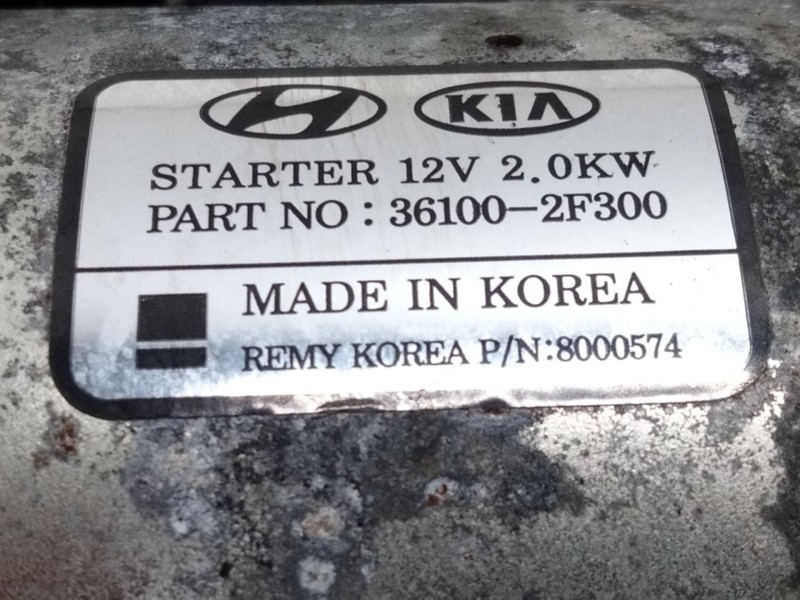 KIA
STARTER 12V 2.0KW
PART NO : 36100-2F300
MADE IN KOREA
REMY KOREA P/N:8000574